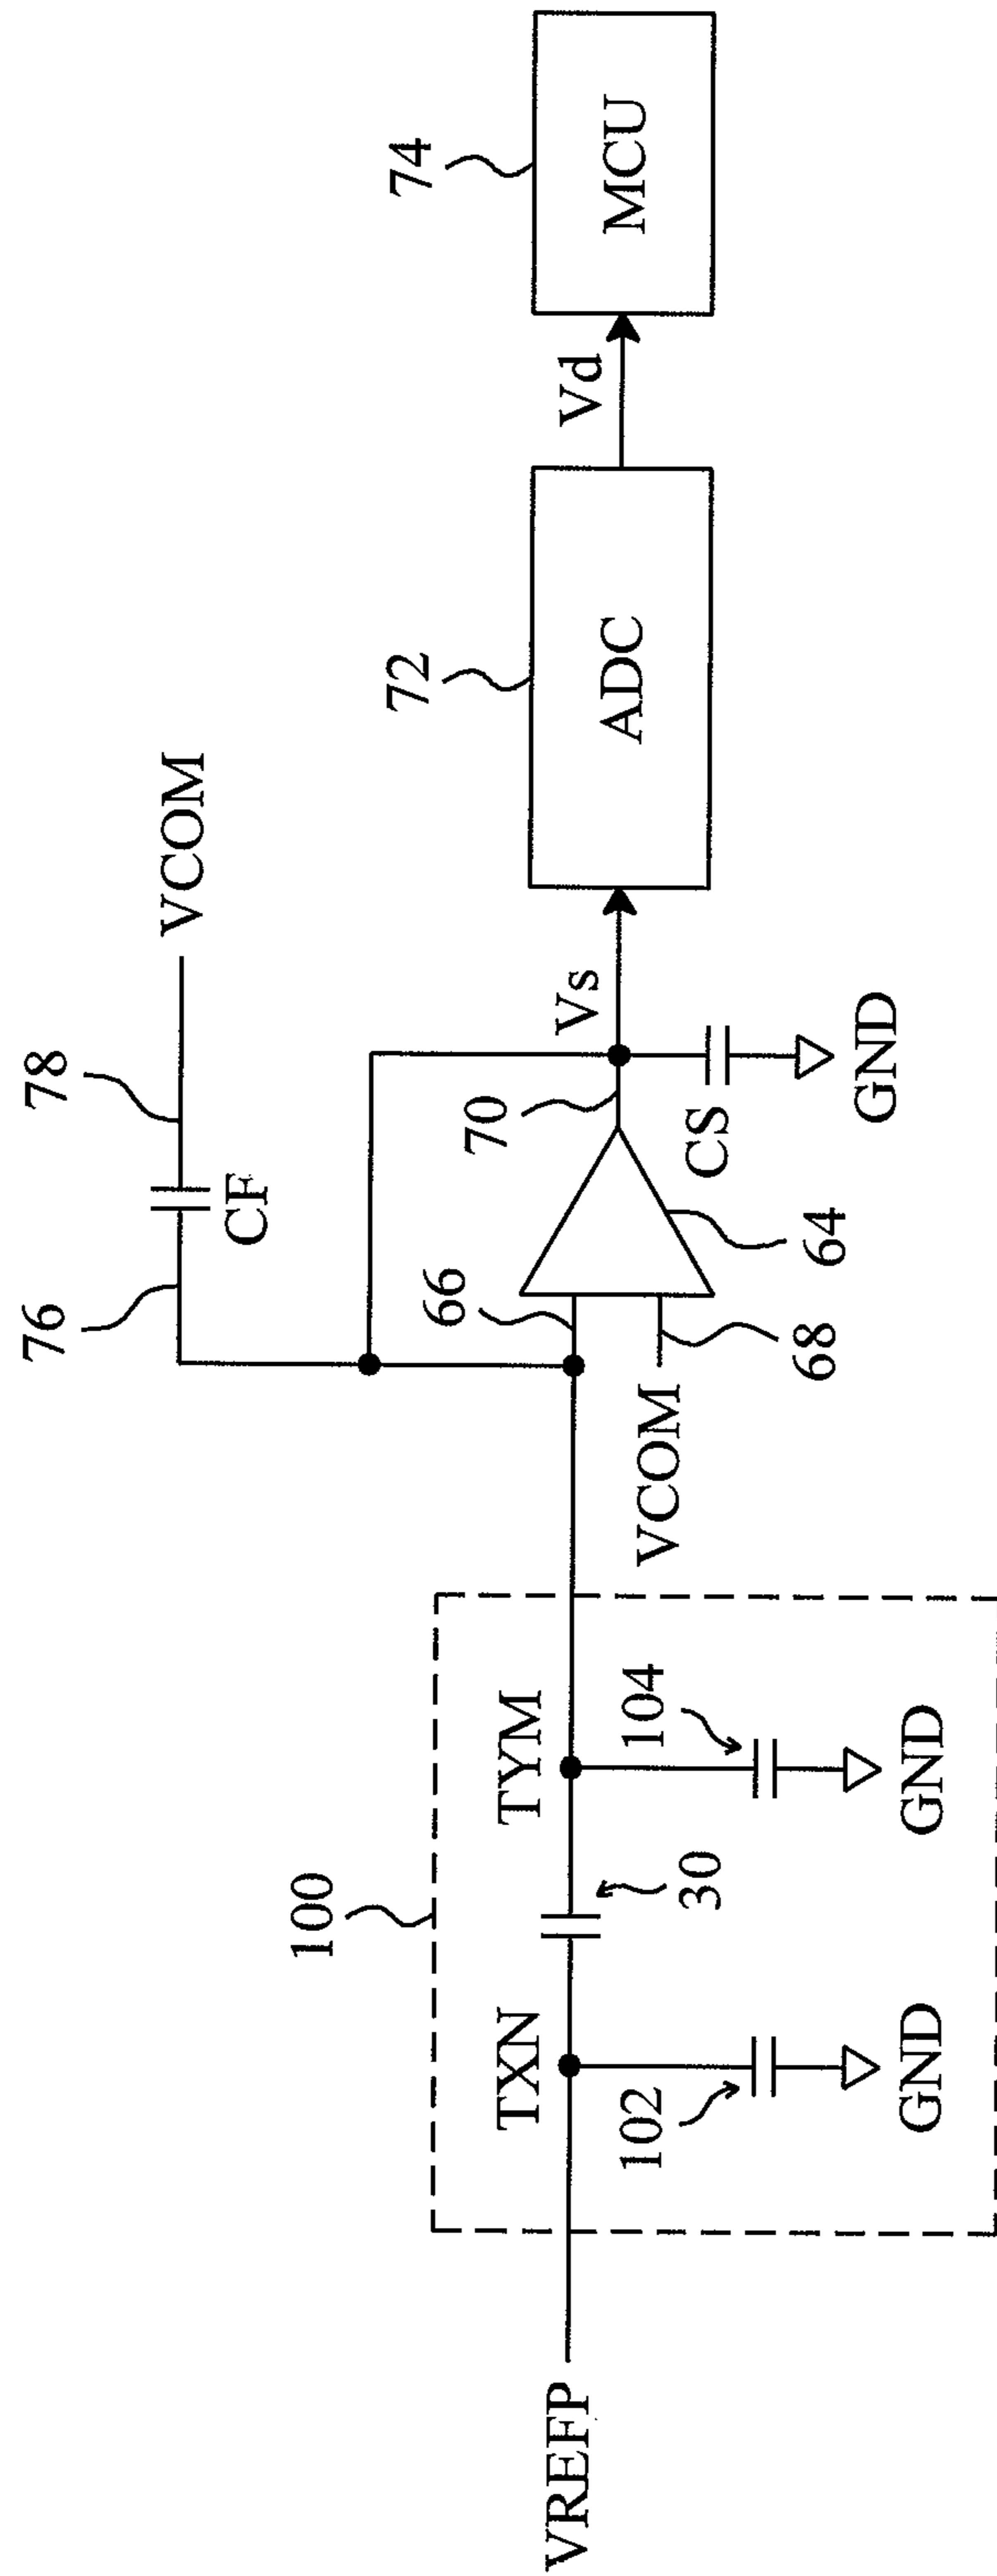 78
VCOM
76
CF
72
74
70
Vs
ADC
Vd
MCU
66
CS
GND
68
64
VCOM
100
TXN
TYM
VREFP
30
102
104
GND
GND